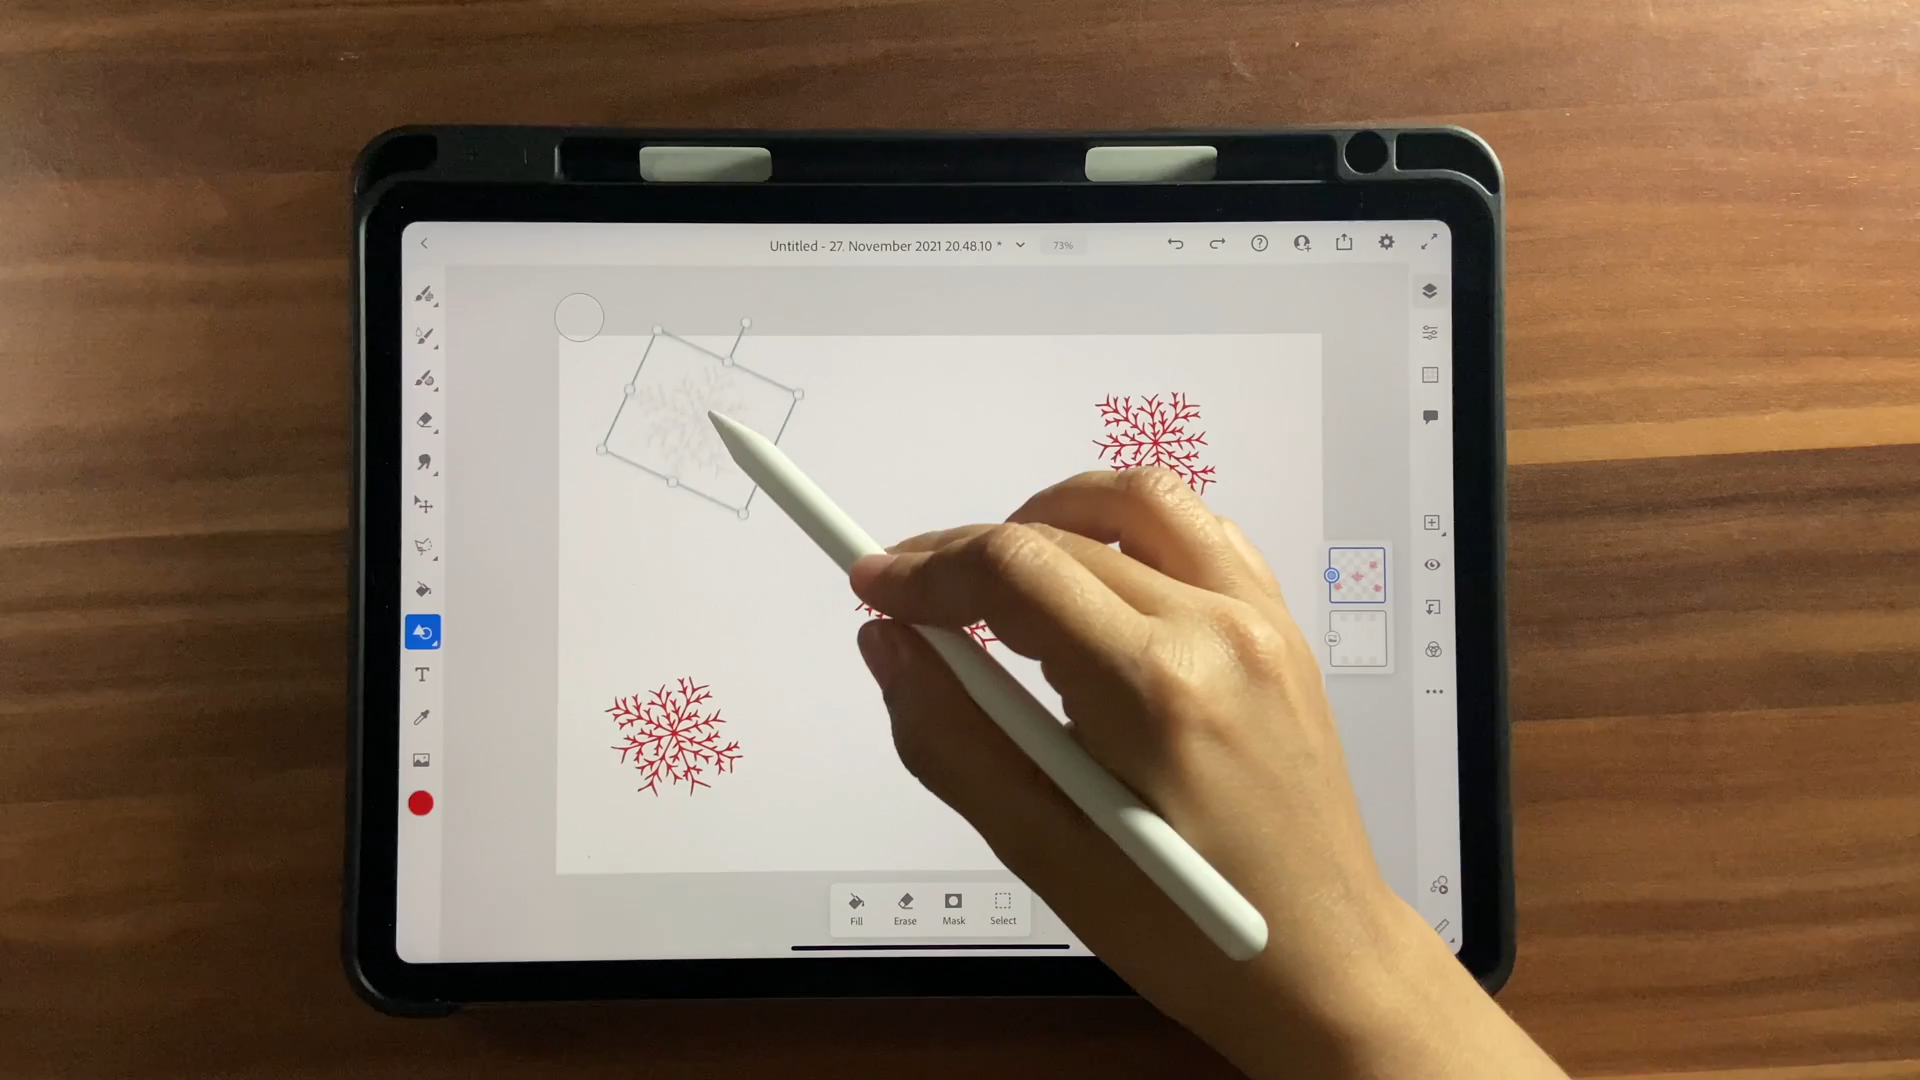 Untitled - 27. November 2021 20.48.10 *
73%
T
Fill
Erase
Mask
Select